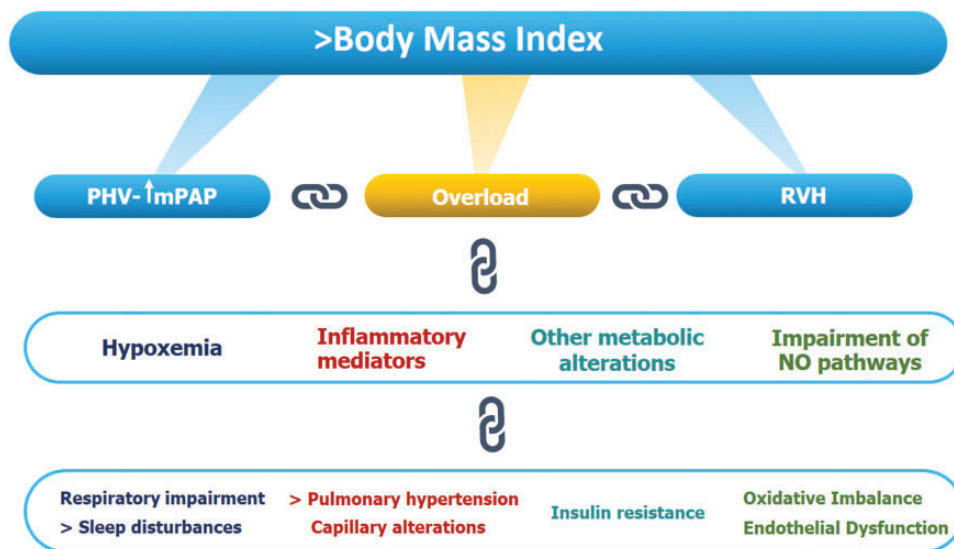 >Body Mass Index
PHV-↑mPAP
Overload
RVH
Hypoxemia
Inflammatory
mediators
Other metabolic
alterations
Impairment of
NO pathways
Respiratory impairment
> Sleep disturbances
> Pulmonary hypertension
Capillary alterations
Insulin resistance
Oxidative Imbalance
Endothelial Dysfunction